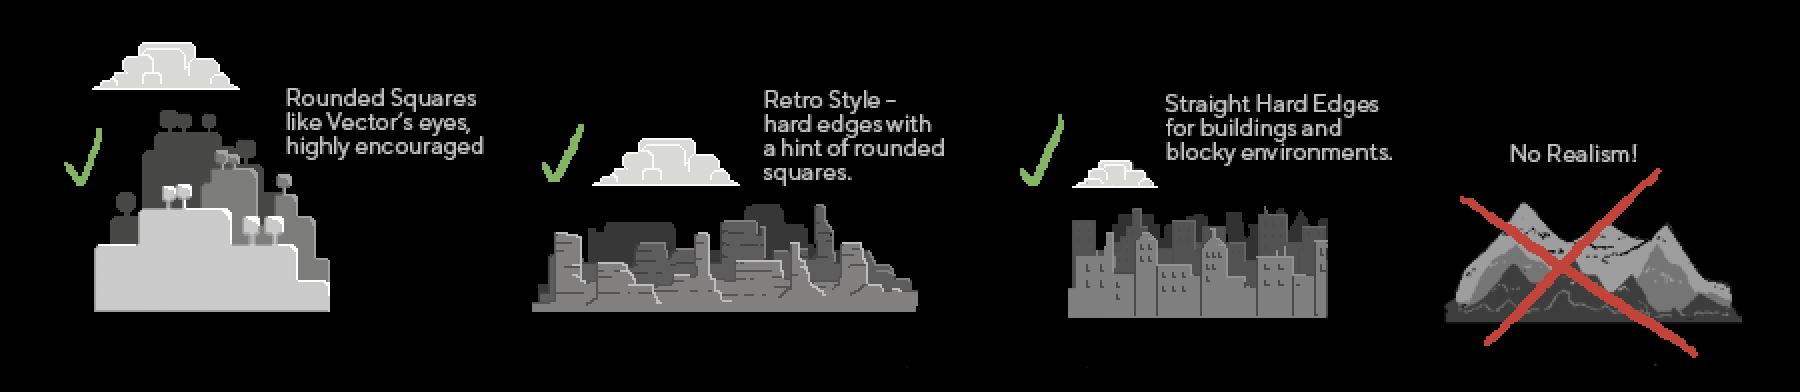 Rounded Squares
like Vector's eyes,
highly encouraged
Retro Style -
hard edges with
a hint of rounded
squares.
Straight Hard Edges
for buildings and
blocky environments.
No Realism!